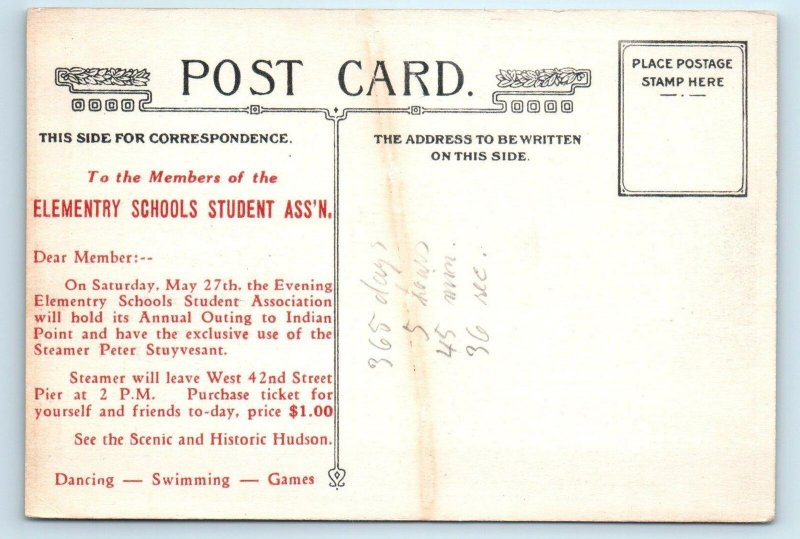 POST CARD.
THIS SIDE FOR CORRESPONDENCE.
To the Members of the
ELEMENTRY SCHOOLS STUDENT ASS'N.
Dear Member:--
On Saturday, May 27th, the Evening
Elementry Schools Student Association
will hold its Annual Outing to Indian
Point and have the exclusive use of the
Steamer Peter Stuyvesant.
Steamer will leave West 42nd Street
Pier at 2 P.M. Purchase ticket for
yourself and friends to-day, price $1.00
See the Scenic and Historic Hudson.
Dancing — Swimming — Games
THE ADDRESS TO BE WRITTEN
ON THIS SIDE.
PLACE POSTAGE
STAMP HERE
365 days
5 hours
45 min.
36 sec.